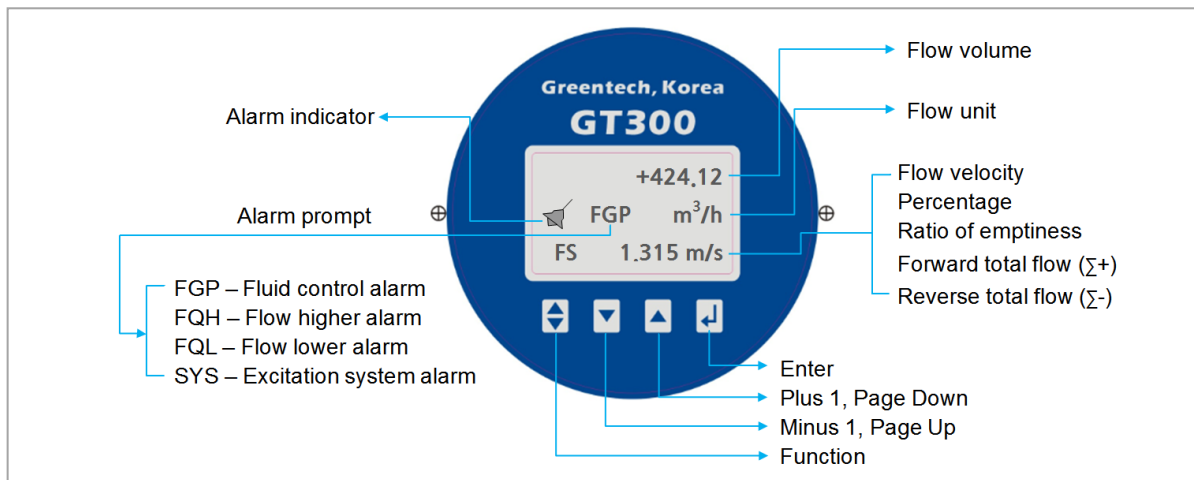 Flow volume
Greentech, Korea
Alarm indicator
GT300
Flow unit
+424.12
Flow velocity
Percentage
Alarm prompt
FGP m³/h
Ratio of emptiness
FS 1.315 m/s
Forward total flow (∑+)
FGP – Fluid control alarm
Reverse total flow (∑-)
FQH – Flow higher alarm
FQL – Flow lower alarm
SYS – Excitation system alarm
Enter
Plus 1, Page Down
Minus 1, Page Up
Function